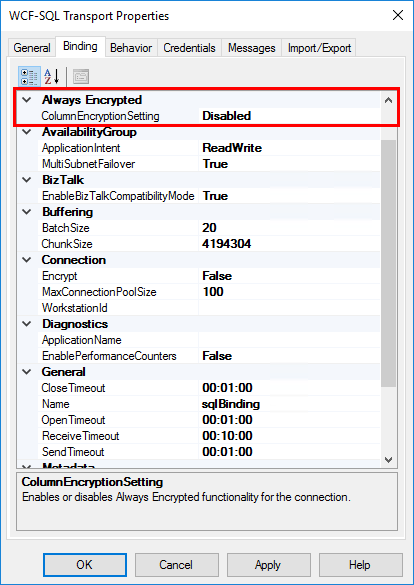 WCF-SQL Transport Properties
General Binding Behavior Credentials Messages Import/Export
Always Encrypted
ColumnEncryptionSetting Disabled
AvailabilityGroup
ApplicationIntent ReadWrite
MultiSubnetFailover True
BizTalk
EnableBizTalkCompatibilityMode True
Buffering
BatchSize 20
ChunkSize 4194304
Connection
Encrypt False
MaxConnectionPoolSize 100
WorkstationId
Diagnostics
ApplicationName
EnablePerformanceCounters False
General
CloseTimeout 00:01:00
Name sqlBinding
OpenTimeout 00:01:00
ReceiveTimeout 00:10:00
SendTimeout 00:01:00
Metadata
ColumnEncryptionSetting
Enables or disables Always Encrypted functionality for the connection.
OK Cancel Apply Help